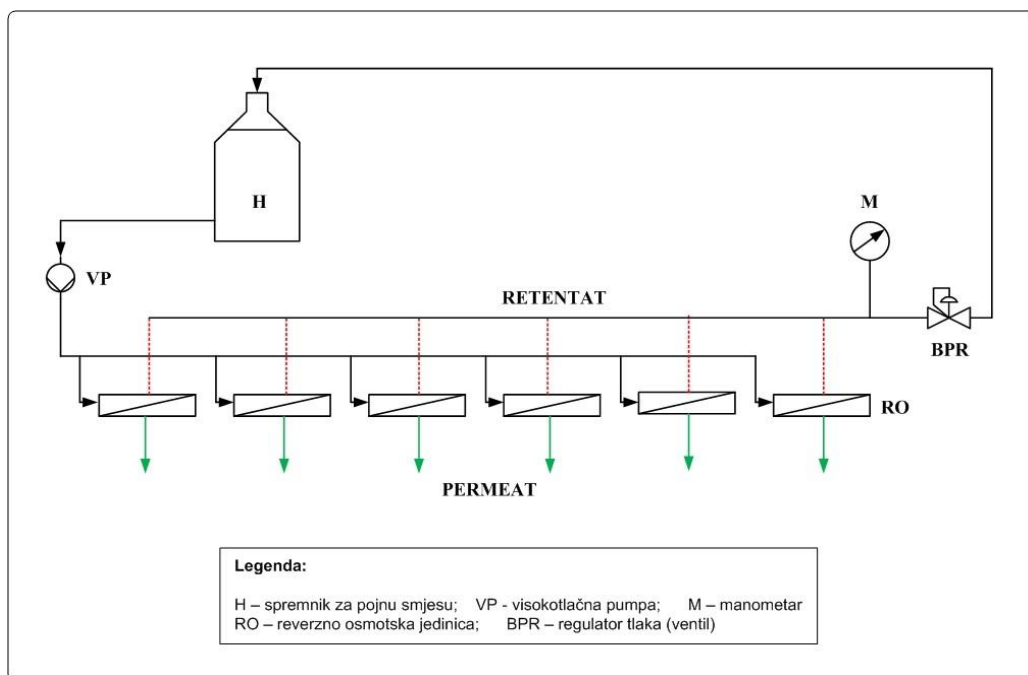 H
M
VP
RETENTAT
BPR
RO
PERMEAT
Legenda:
H – spremnik za pojnu smjesu; VP - visokotlačna pumpa; M – manometar
RO – reverzno osmotska jedinica; BPR – regulator tlaka (ventil)